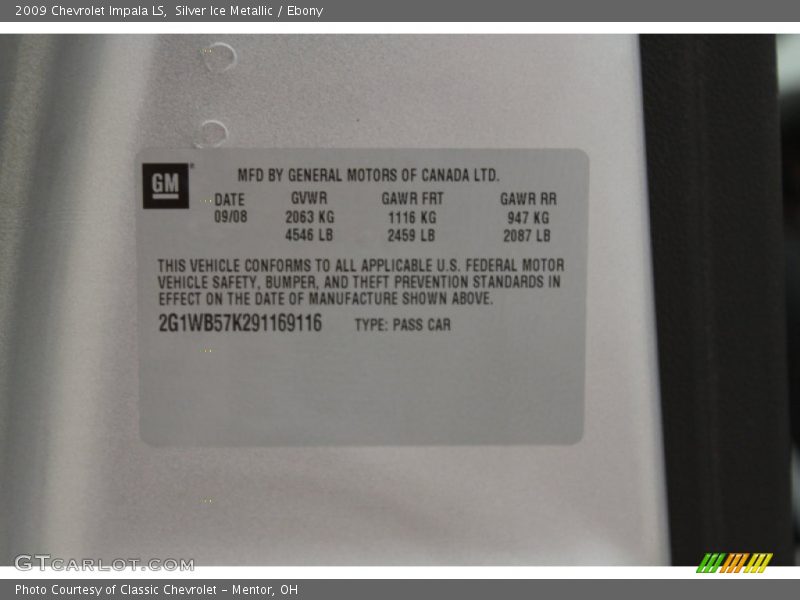 2009 Chevrolet Impala LS,  Silver Ice Metallic / Ebony
GM
MFD BY GENERAL MOTORS OF CANADA LTD.
DATE GVWR GAWR FRT GAWR RR
09/08 2063 KG 1116 KG 947 KG
4546 LB 2459 LB 2087 LB
THIS VEHICLE CONFORMS TO ALL APPLICABLE U.S. FEDERAL MOTOR
VEHICLE SAFETY, BUMPER, AND THEFT PREVENTION STANDARDS IN
EFFECT ON THE DATE OF MANUFACTURE SHOWN ABOVE.
2G1WB57K291169116 TYPE: PASS CAR
GTCARLOT.COM
Photo Courtesy of Classic Chevrolet - Mentor, OH